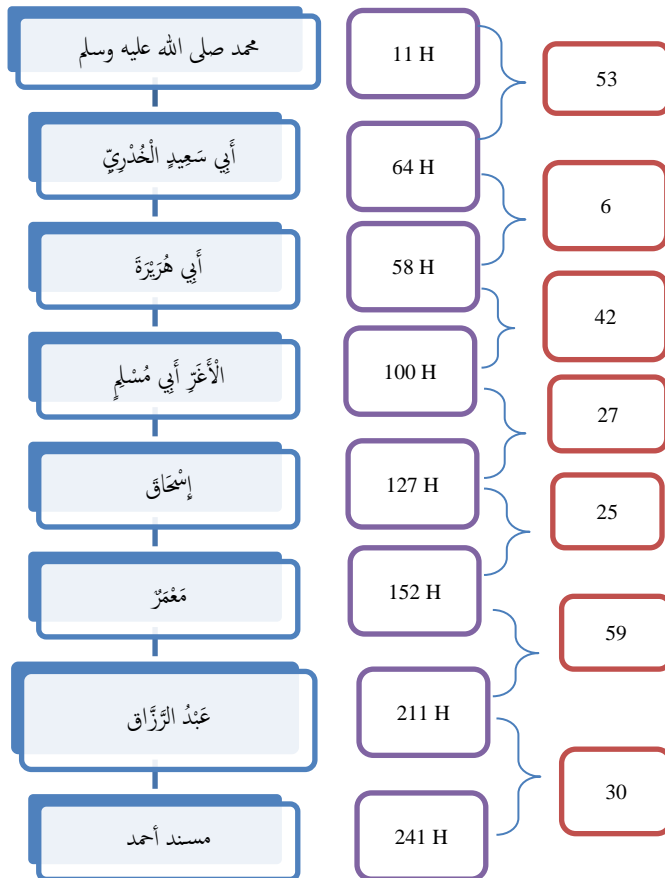 محمد صلى الله عليه وسلم
11 H
53
أَبِي سَعِيدٍ الْخُدْرِيِّ
64 H
6
أَبِي هُرَيْرَةَ
58 H
42
الْأَغَرِّ أَبِي مُسْلِمٍ
100 H
27
إِسْحَاقَ
127 H
25
مَعْمَرٌ
152 H
59
عَبْدُ الرَّزَّاق
211 H
30
مسند أحمد
241 H